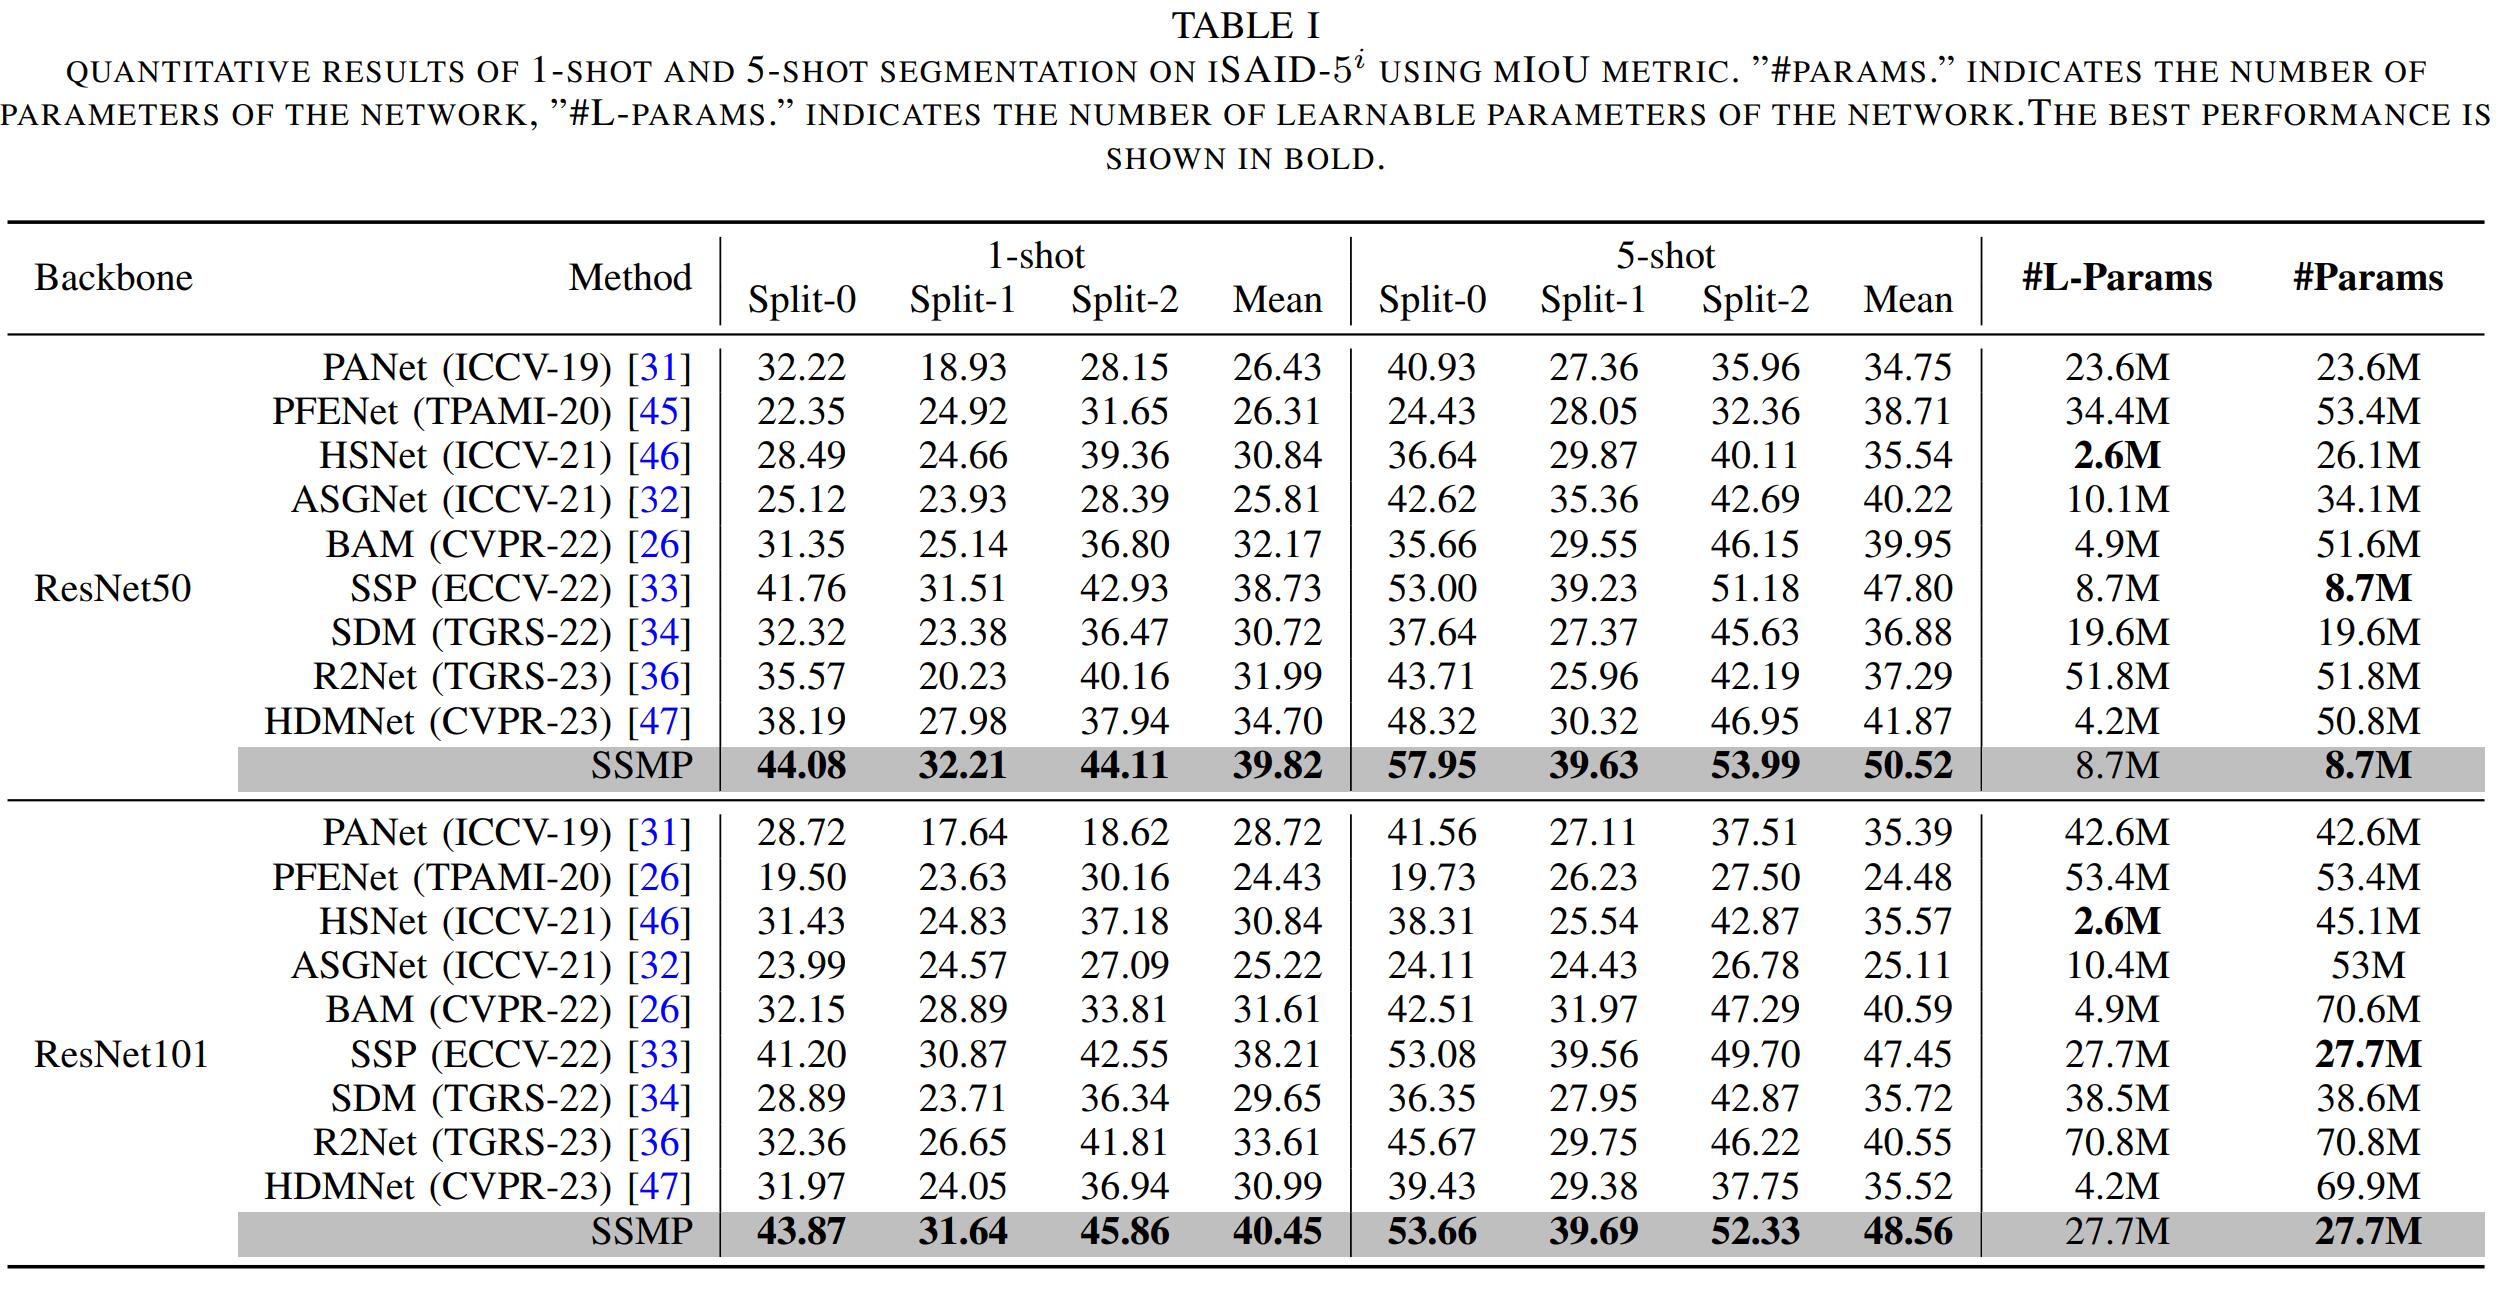 TABLE I
QUANTITATIVE RESULTS OF 1-SHOT AND 5-SHOT SEGMENTATION ON ISAID-5^i USING MIOU METRIC. ”#PARAMS.” INDICATES THE NUMBER OF
PARAMETERS OF THE NETWORK, ”#L-PARAMS.” INDICATES THE NUMBER OF LEARNABLE PARAMETERS OF THE NETWORK.THE BEST PERFORMANCE IS
SHOWN IN BOLD.
Backbone Method 1-shot 5-shot #L-Params #Params
Split-0 Split-1 Split-2 Mean Split-0 Split-1 Split-2 Mean
PANet (ICCV-19) [31] 32.22 18.93 28.15 26.43 40.93 27.36 35.96 34.75 23.6M 23.6M
PFENet (TPAMI-20) [45] 22.35 24.92 31.65 26.31 24.43 28.05 32.36 38.71 34.4M 53.4M
HSNet (ICCV-21) [46] 28.49 24.66 39.36 30.84 36.64 29.87 40.11 35.54 2.6M 26.1M
ASGNet (ICCV-21) [32] 25.12 23.93 28.39 25.81 42.62 35.36 42.69 40.22 10.1M 34.1M
BAM (CVPR-22) [26] 31.35 25.14 36.80 32.17 35.66 29.55 46.15 39.95 4.9M 51.6M
ResNet50 SSP (ECCV-22) [33] 41.76 31.51 42.93 38.73 53.00 39.23 51.18 47.80 8.7M 8.7M
SDM (TGRS-22) [34] 32.32 23.38 36.47 30.72 37.64 27.37 45.63 36.88 19.6M 19.6M
R2Net (TGRS-23) [36] 35.57 20.23 40.16 31.99 43.71 25.96 42.19 37.29 51.8M 51.8M
HDMNet (CVPR-23) [47] 38.19 27.98 37.94 34.70 48.32 30.32 46.95 41.87 4.2M 50.8M
SSMP 44.08 32.21 44.11 39.82 57.95 39.63 53.99 50.52 8.7M 8.7M
PANet (ICCV-19) [31] 28.72 17.64 18.62 28.72 41.56 27.11 37.51 35.39 42.6M 42.6M
PFENet (TPAMI-20) [26] 19.50 23.63 30.16 24.43 19.73 26.23 27.50 24.48 53.4M 53.4M
HSNet (ICCV-21) [46] 31.43 24.83 37.18 30.84 38.31 25.54 42.87 35.57 2.6M 45.1M
ASGNet (ICCV-21) [32] 23.99 24.57 27.09 25.22 24.11 24.43 26.78 25.11 10.4M 53M
BAM (CVPR-22) [26] 32.15 28.89 33.81 31.61 42.51 31.97 47.29 40.59 4.9M 70.6M
ResNet101 SSP (ECCV-22) [33] 41.20 30.87 42.55 38.21 53.08 39.56 49.70 47.45 27.7M 27.7M
SDM (TGRS-22) [34] 28.89 23.71 36.34 29.65 36.35 27.95 42.87 35.72 38.5M 38.6M
R2Net (TGRS-23) [36] 32.36 26.65 41.81 33.61 45.67 29.75 46.22 40.55 70.8M 70.8M
HDMNet (CVPR-23) [47] 31.97 24.05 36.94 30.99 39.43 29.38 37.75 35.52 4.2M 69.9M
SSMP 43.87 31.64 45.86 40.45 53.66 39.69 52.33 48.56 27.7M 27.7M